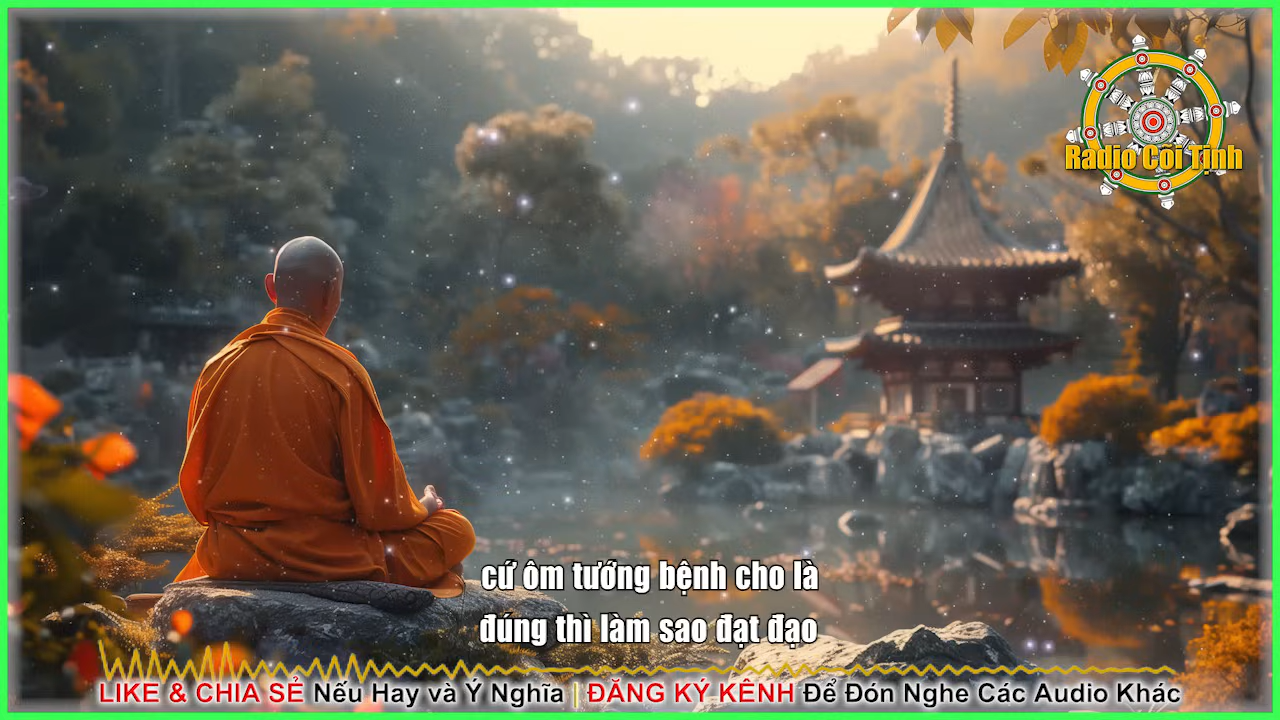 Radio Cõi Tịnh
cứ ôm tướng bệnh cho là
đúng thì làm sao đạt đạo
LIKE & CHIA SẺ Nếu Hay và Ý Nghĩa | ĐĂNG KÝ KÊNH Để Đón Nghe Các Audio Khác